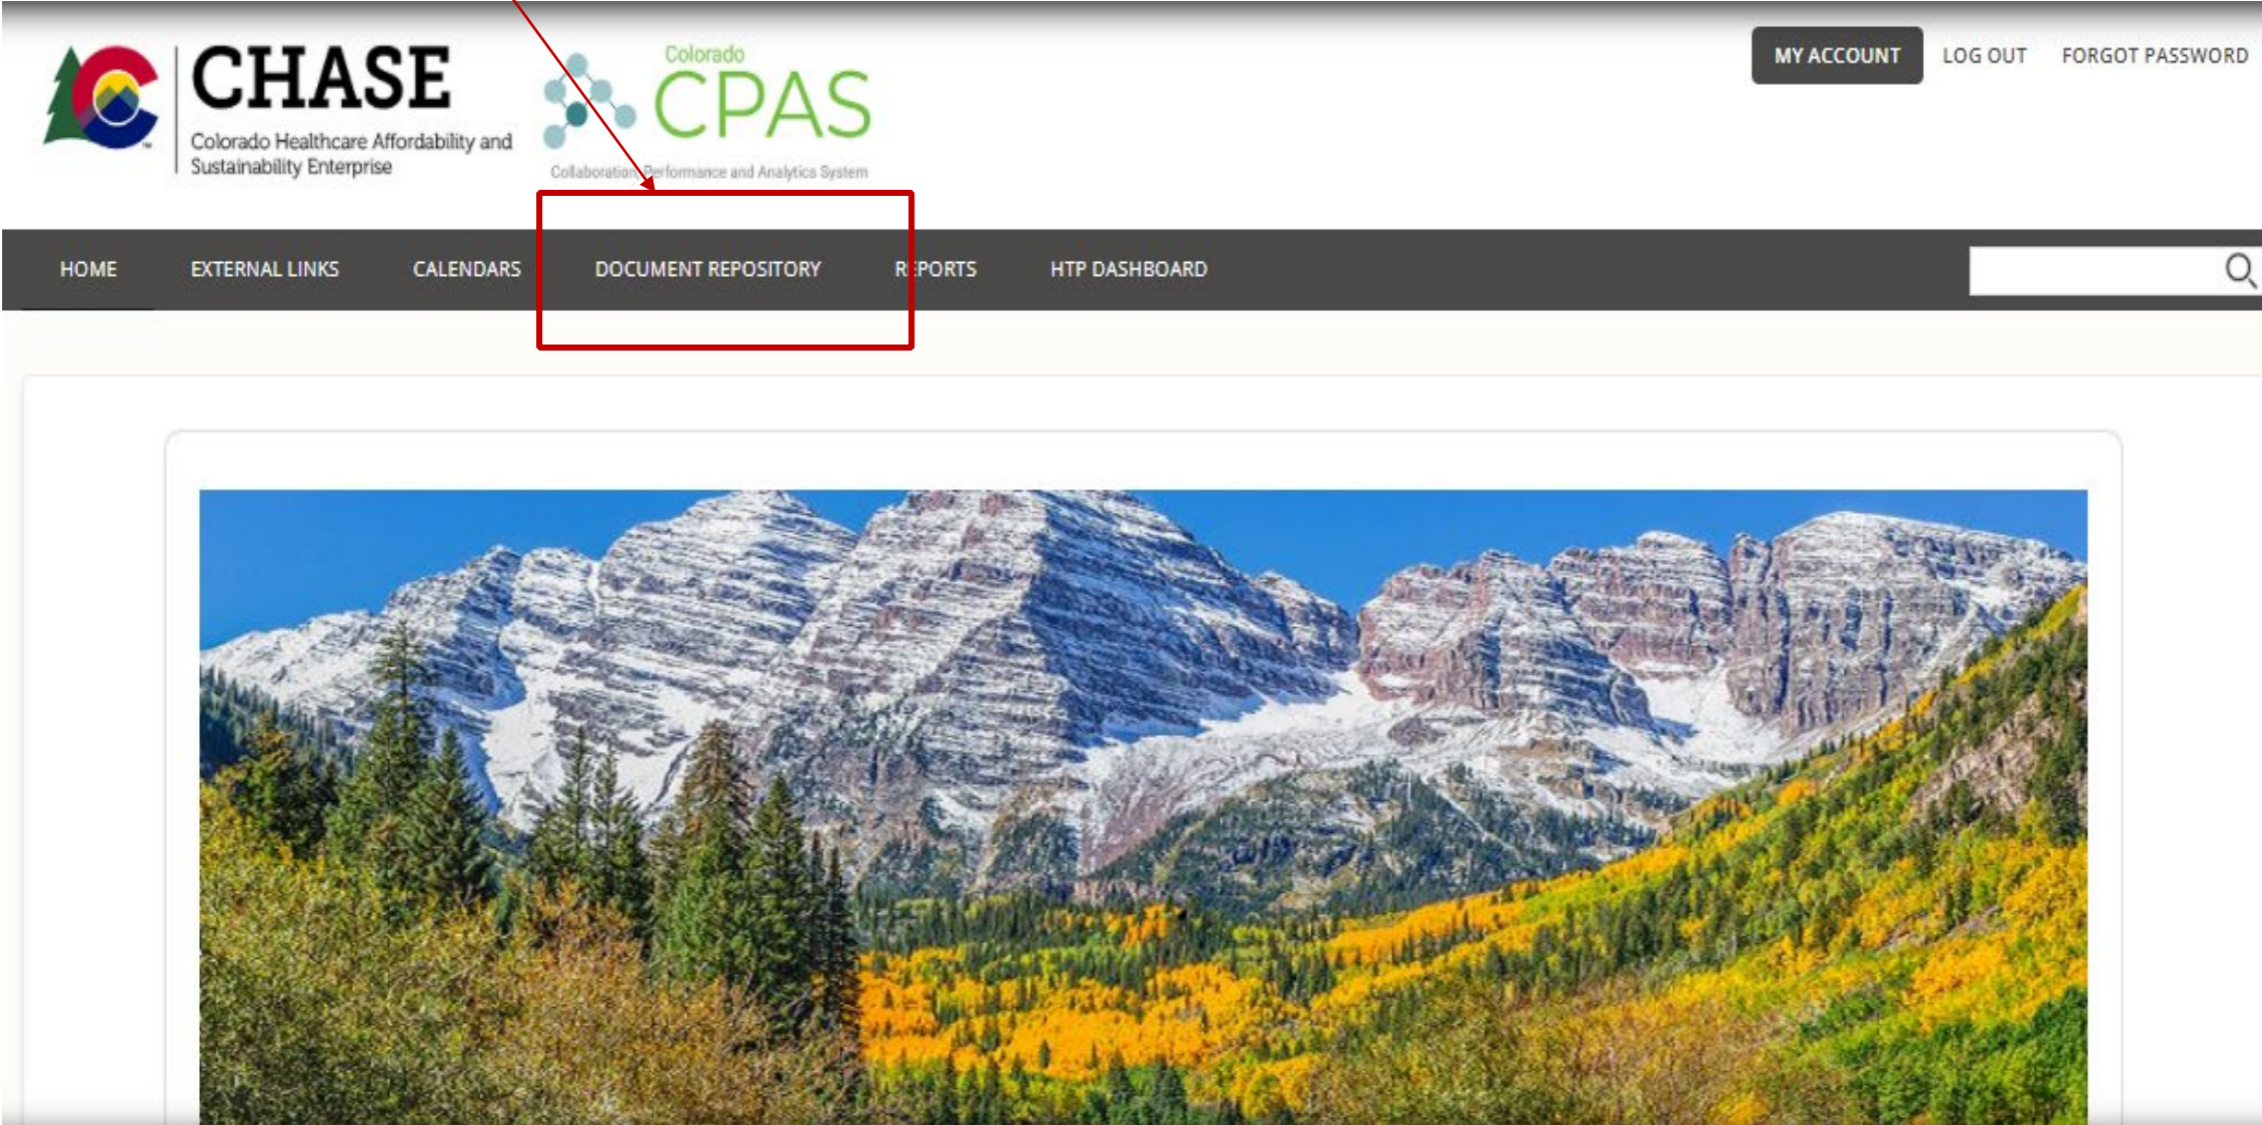 CHASE
Colorado Healthcare Affordability and
Sustainability Enterprise
Colorado
CPAS
Collaboration, Performance and Analytics System
MY ACCOUNT LOG OUT FORGOT PASSWORD
HOME EXTERNAL LINKS CALENDARS DOCUMENT REPOSITORY REPORTS HTP DASHBOARD